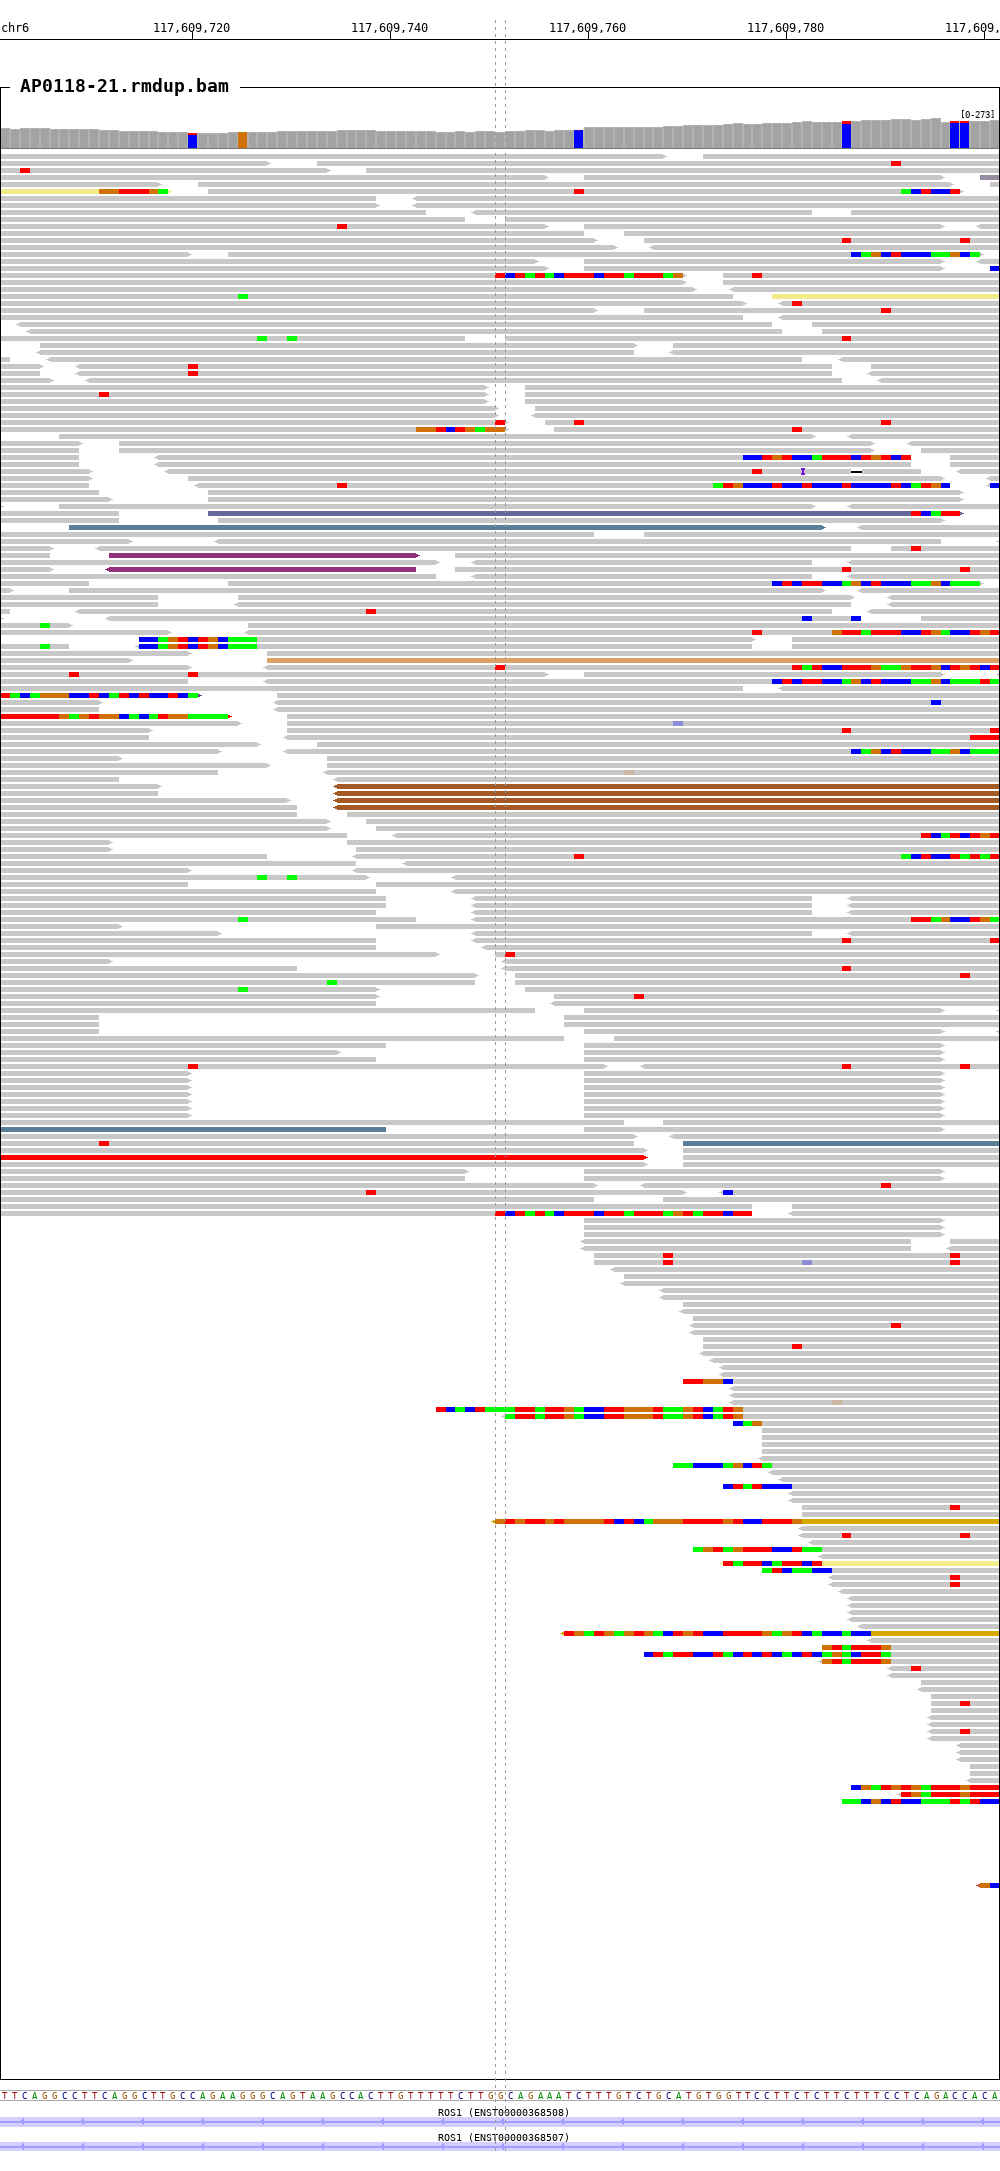 chr6 117,609,720 117,609,740 117,609,760 117,609,780 117,609,
AP0118-21.rmdup.bam
[0-273]
T T C A G G C C T T C A G G C T T G C C A G A A G G G C A G T A A G C C A C T T G T T T T T C T T G G C A G A A A T C T T T G T C T G C A T G T G G T T C C T T C T C T T C T T T C C T C A G A C C A C A
ROS1 (ENST00000368508)
ROS1 (ENST00000368507)